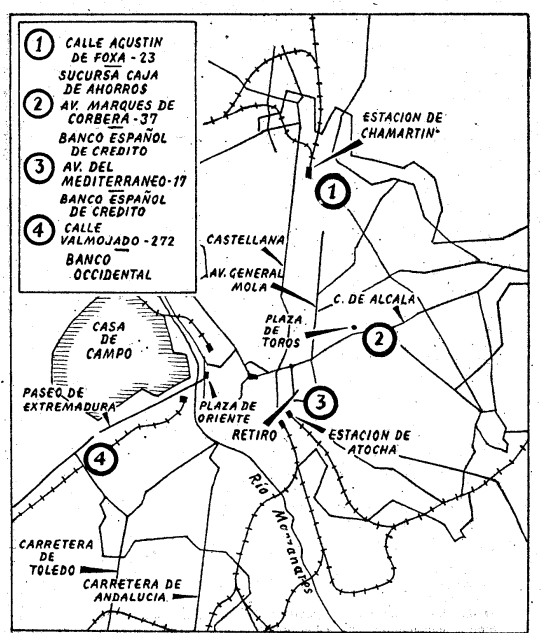 1 CALLE AGUSTIN
DE FOXA - 23
SUCURSA CAJA
DE AHORROS
2 AV. MARQUES DE
CORBERA - 37
BANCO ESPAÑOL
DE CREDITO
3 AV. DEL
MEDITERRANEO-17
BANCO ESPAÑOL
DE CREDITO
4 CALLE
VALMOJADO - 272
BANCO
OCCIDENTAL
ESTACION DE
CHAMARTIN
1
CASTELLANA
AV. GENERAL
MOLA
C. DE ALCALA
PLAZA
DE
TOROS
2
CASA
DE
CAMPO
PASEO DE
EXTREMADURA
PLAZA DE
ORIENTE
3
RETIRO
ESTACION DE
ATOCHA
4
Río Manzanares
CARRETERA
DE
TOLEDO
CARRETERA DE
ANDALUCIA